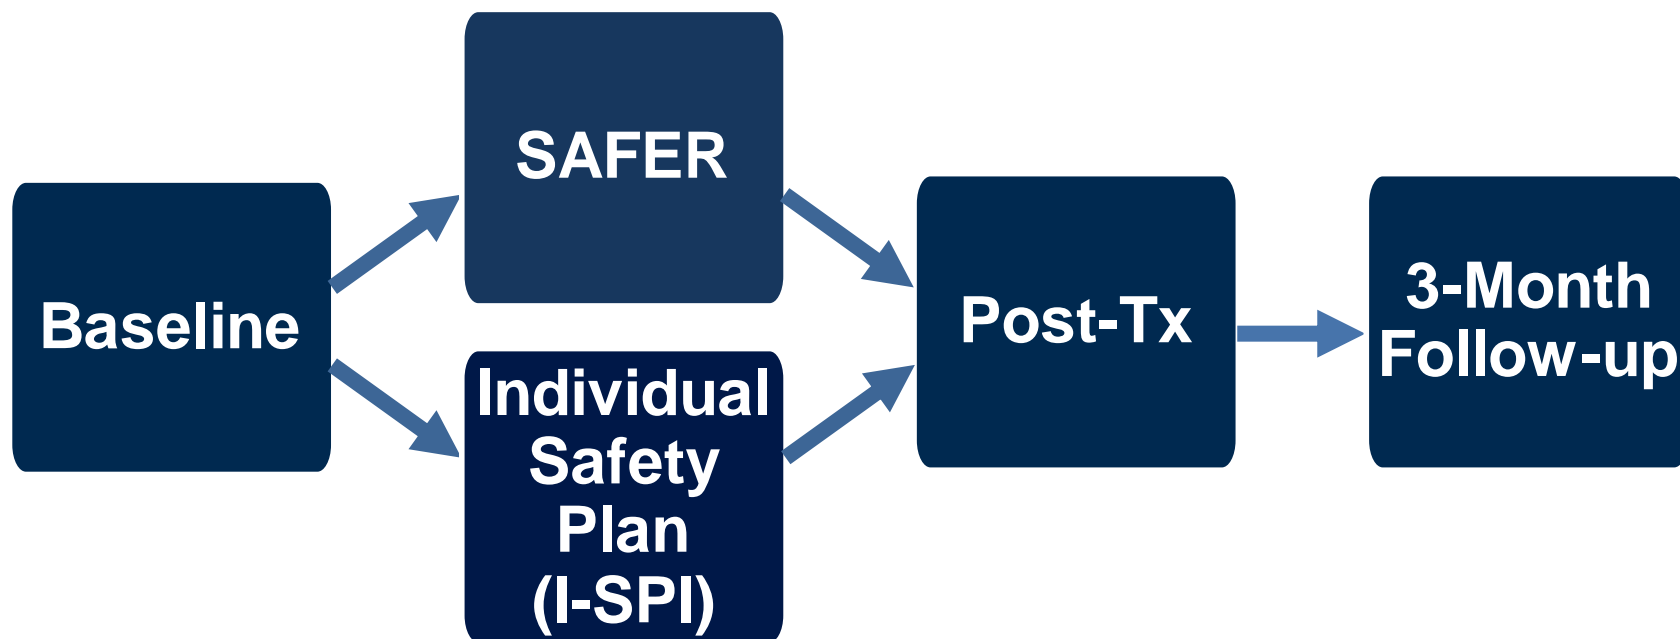 Baseline
SAFER
Individual
Safety
Plan
(I-SPI)
Post-Tx
3-Month
Follow-up